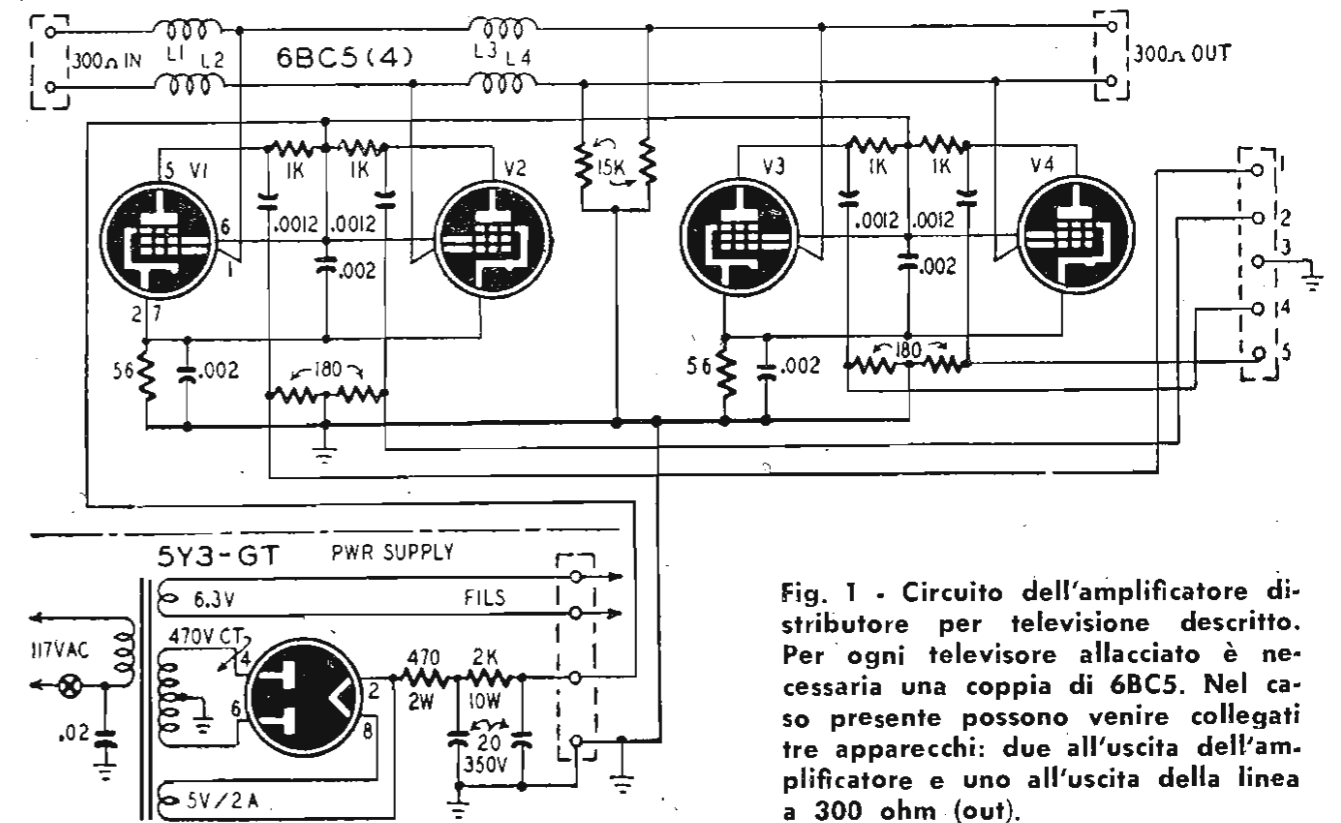 300Ω IN
L1
L2
6BC5(4)
L3
L4
300Ω OUT
5
V1
1K
1K
V2
15K
V3
1K
1K
V4
1
6
.0012
.0012
.0012
.0012
2
1
.002
.002
3
2 7
4
56
.002
180
56
.002
180
5
5Y3-GT
PWR SUPPLY
6.3V
FILS
117VAC
470V CT
4
470
2K
2
2W
10W
6
8
.02
20
350V
5V/2A
Fig. 1 - Circuito dell'amplificatore di-
stributore per televisione descritto.
Per ogni televisore allacciato è ne-
cessaria una coppia di 6BC5. Nel ca-
so presente possono venire collegati
tre apparecchi: due all'uscita dell'am-
plificatore e uno all'uscita della linea
a 300 ohm (out).